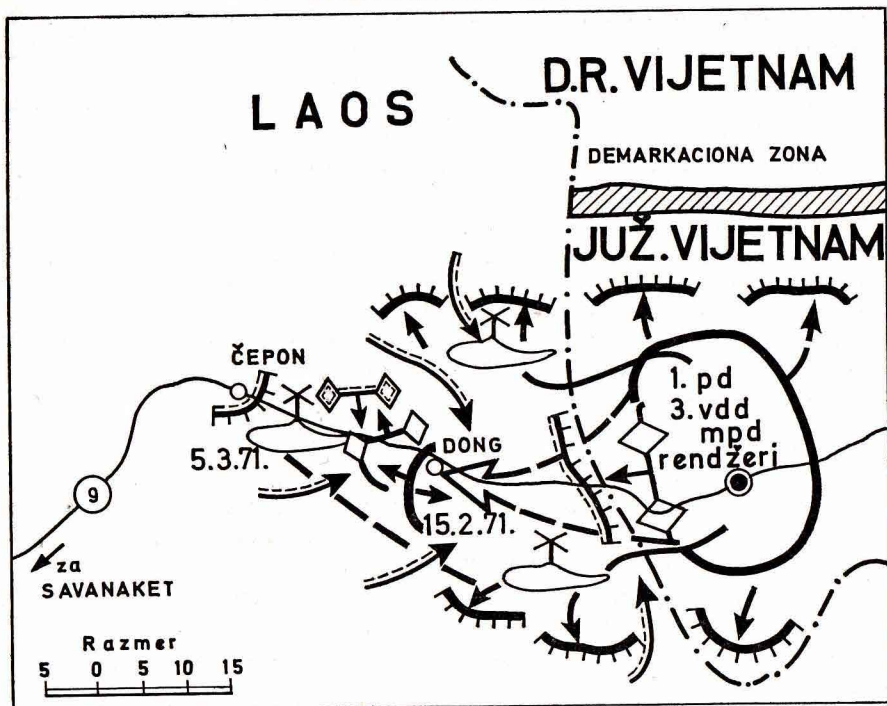 D.R. VIJETNAM
LAOS
DEMARKACIONA ZONA
JUŽ. VIJETNAM
ČEPON
1. pd
3. vdd
mpd
rendžeri
DONG
5.3.71.
15.2.71.
9
za
SAVANAKET
Razmer
5 0 5 10 15